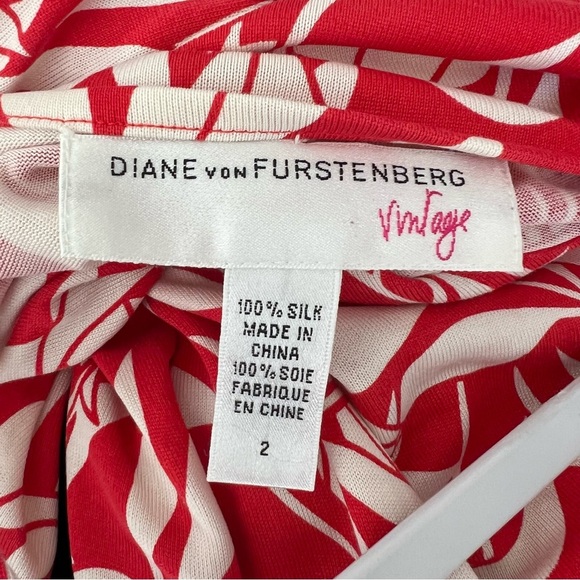 DIANE VON FURSTENBERG
Vintage
100% SILK
MADE IN
CHINA
100% SOIE
FABRIQUE
EN CHINE
2